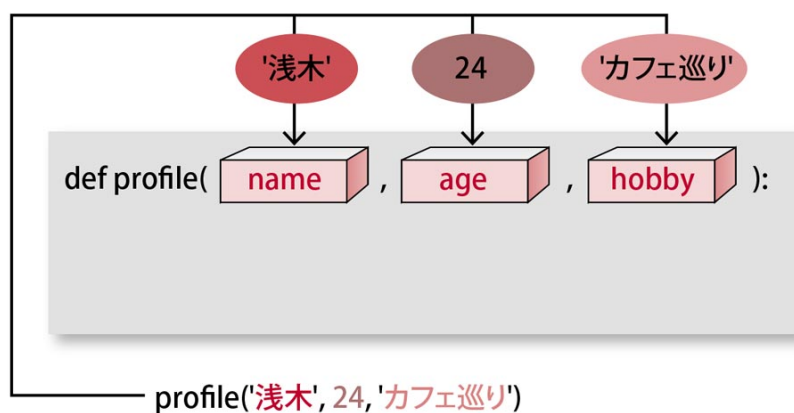 '浅木' 24 'カフェ巡り'
def profile( name , age , hobby ):
profile('浅木', 24, 'カフェ巡り')